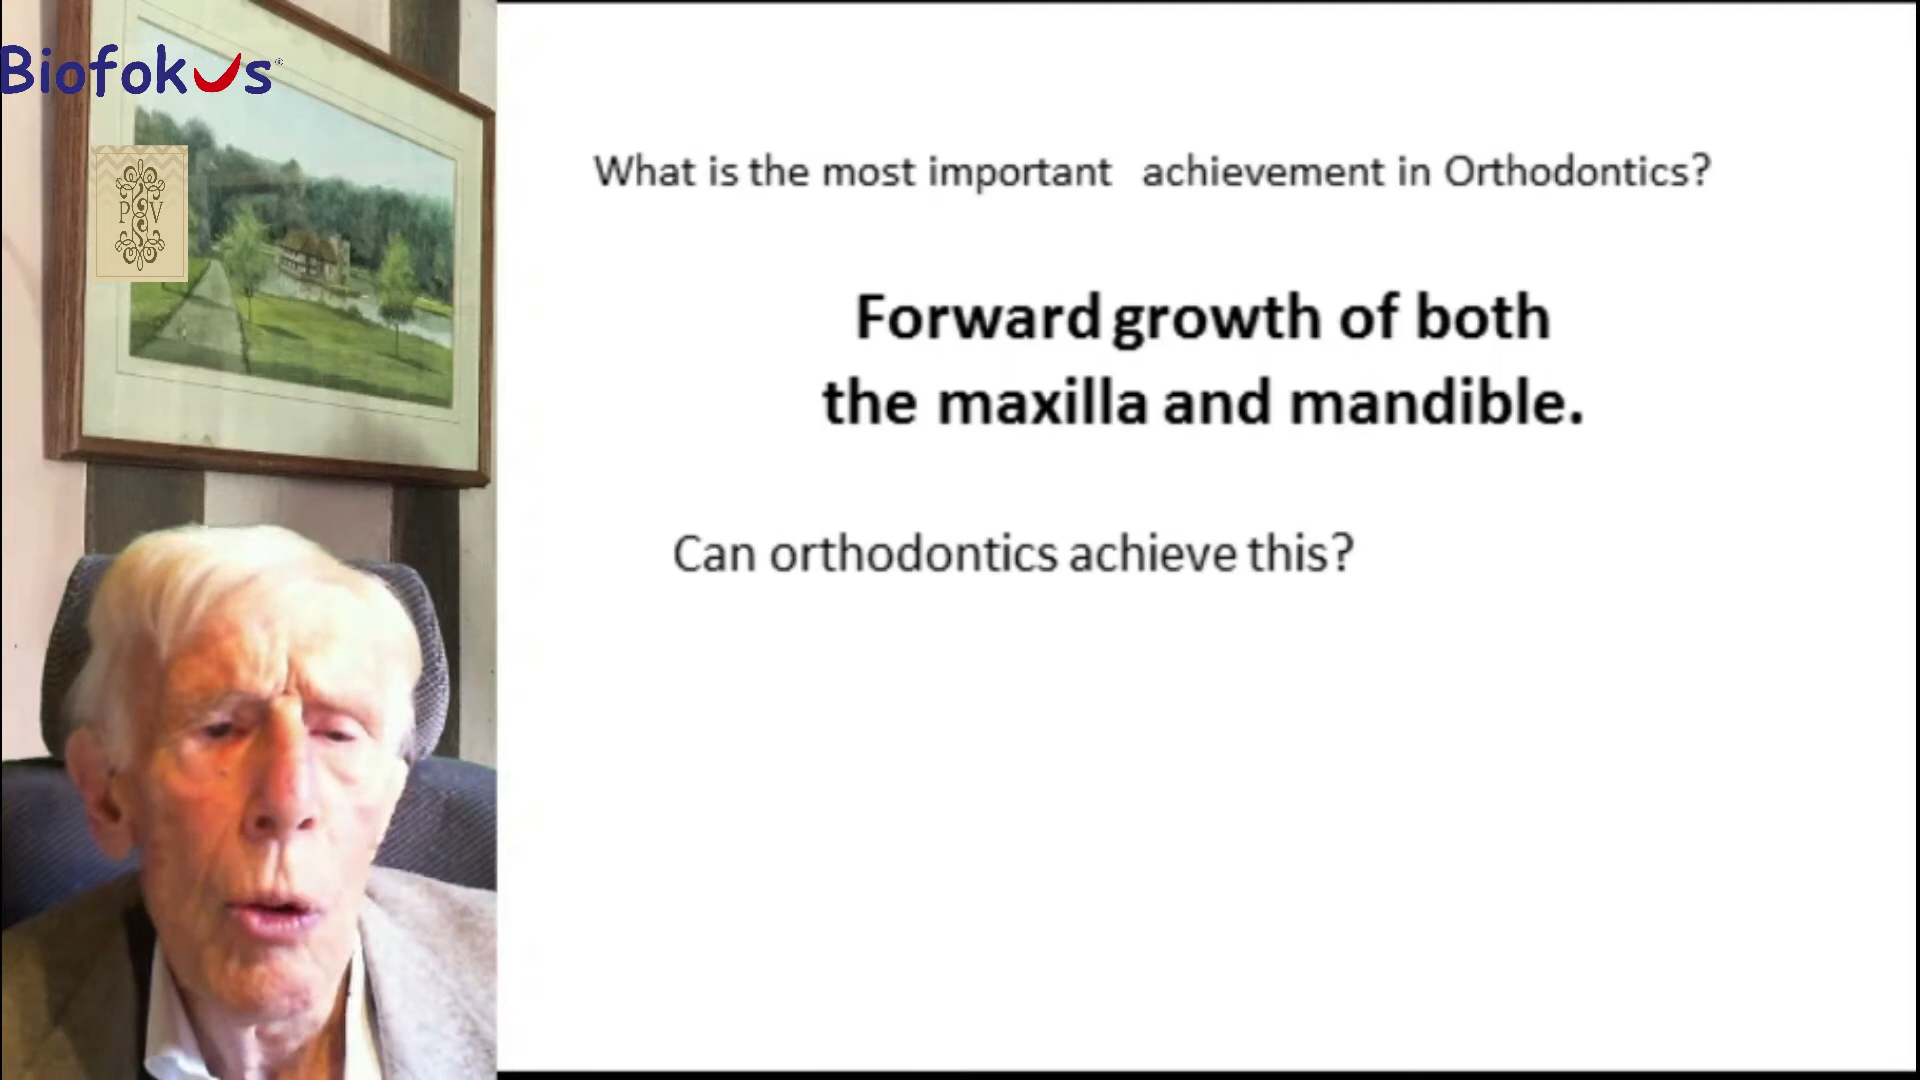 Biofokus®
P V
What is the most important achievement in Orthodontics?
Forward growth of both
the maxilla and mandible.
Can orthodontics achieve this?